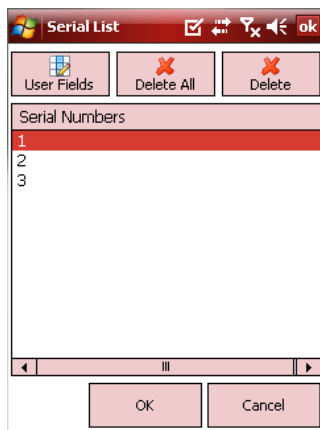 Serial List ok
User Fields Delete All Delete
Serial Numbers
1
2
3
OK Cancel